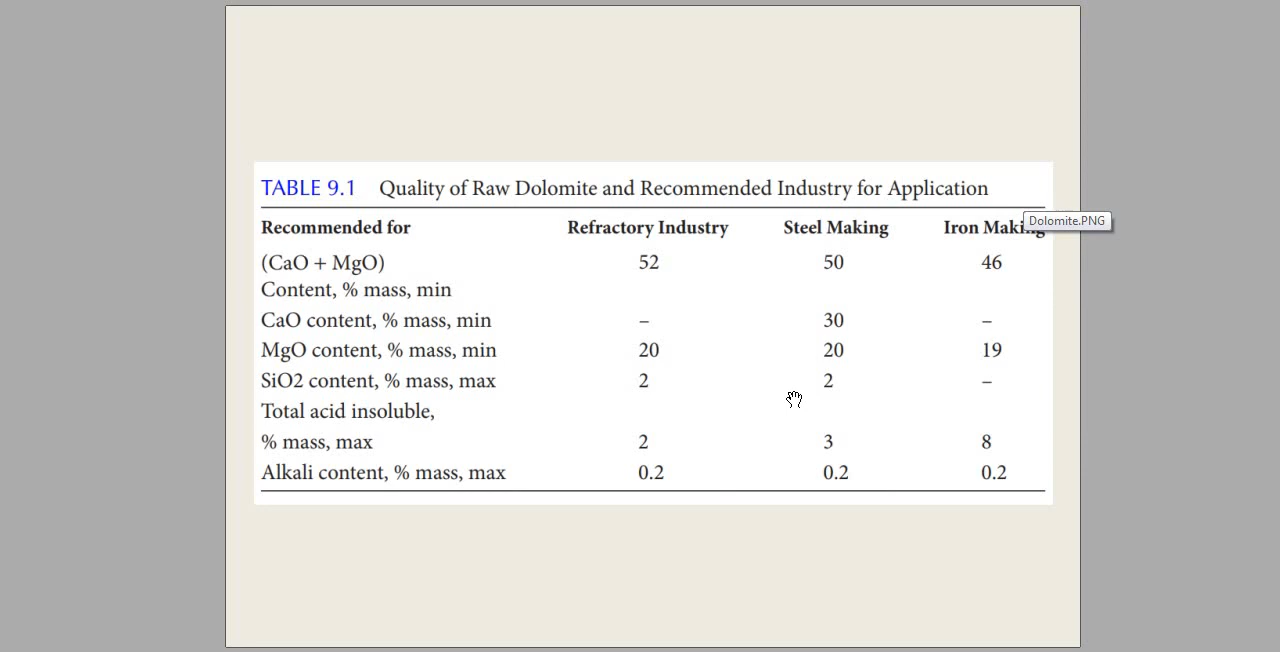 TABLE 9.1 Quality of Raw Dolomite and Recommended Industry for Application
Recommended for Refractory Industry Steel Making Iron Making
Dolomite.PNG
(CaO + MgO) 52 50 46
Content, % mass, min
CaO content, % mass, min – 30 –
MgO content, % mass, min 20 20 19
SiO2 content, % mass, max 2 2 –
Total acid insoluble,
% mass, max 2 3 8
Alkali content, % mass, max 0.2 0.2 0.2